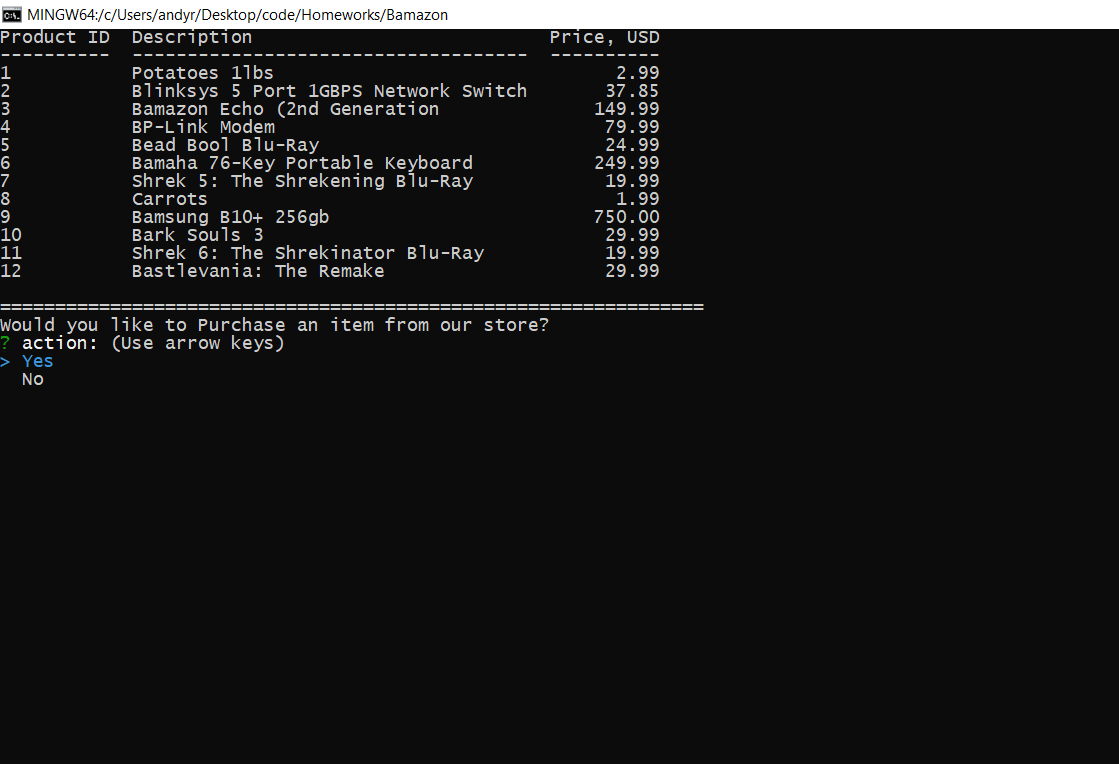 MINGW64:/c/Users/andyr/Desktop/code/Homeworks/Bamazon
Product ID  Description                           Price, USD
----------  ------------------------------------  ----------
1           Potatoes 1lbs                               2.99
2           Blinksys 5 Port 1GBPS Network Switch       37.85
3           Bamazon Echo (2nd Generation              149.99
4           BP-Link Modem                              79.99
5           Bead Bool Blu-Ray                          24.99
6           Bamaha 76-Key Portable Keyboard           249.99
7           Shrek 5: The Shrekening Blu-Ray            19.99
8           Carrots                                     1.99
9           Bamsung B10+ 256gb                        750.00
10          Bark Souls 3                               29.99
11          Shrek 6: The Shrekinator Blu-Ray           19.99
12          Bastlevania: The Remake                    29.99
================================================================
Would you like to Purchase an item from our store?
? action: (Use arrow keys)
> Yes
  No